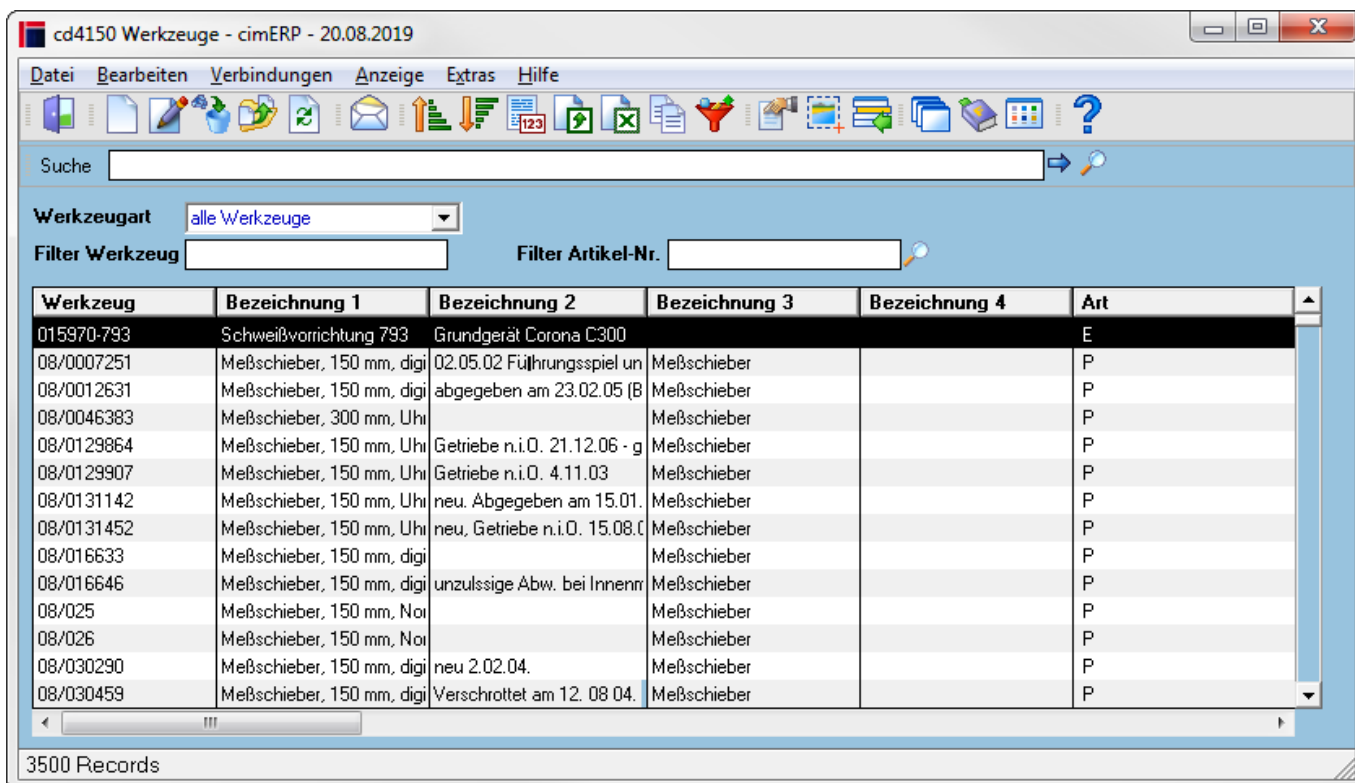 cd4150 Werkzeuge - cimERP - 20.08.2019
Datei Bearbeiten Verbindungen Anzeige Extras Hilfe
123
Suche
Werkzeugart alle Werkzeuge
Filter Werkzeug Filter Artikel-Nr.
Werkzeug Bezeichnung 1 Bezeichnung 2 Bezeichnung 3 Bezeichnung 4 Art
015970-793 Schweißvorrichtung 793 Grundgerät Corona C300 E
08/0007251 Meßschieber, 150 mm, digi 02.05.02 Führungsspiel un Meßschieber P
08/0012631 Meßschieber, 150 mm, digi abgegeben am 23.02.05 (B Meßschieber P
08/0046383 Meßschieber, 300 mm, Uhr Meßschieber P
08/0129864 Meßschieber, 150 mm, Uhr Getriebe n.i.O. 21.12.06 - g Meßschieber P
08/0129907 Meßschieber, 150 mm, Uhr Getriebe n.i.O. 4.11.03 Meßschieber P
08/0131142 Meßschieber, 150 mm, Uhr neu. Abgegeben am 15.01. Meßschieber P
08/0131452 Meßschieber, 150 mm, Uhr neu, Getriebe n.i.O. 15.08.0 Meßschieber P
08/016633 Meßschieber, 150 mm, digi Meßschieber P
08/016646 Meßschieber, 150 mm, digi unzulssige Abw. bei Innenm Meßschieber P
08/025 Meßschieber, 150 mm, Nor Meßschieber P
08/026 Meßschieber, 150 mm, Nor Meßschieber P
08/030290 Meßschieber, 150 mm, digi neu 2.02.04. Meßschieber P
08/030459 Meßschieber, 150 mm, digi Verschrottet am 12. 08 04. Meßschieber P
3500 Records